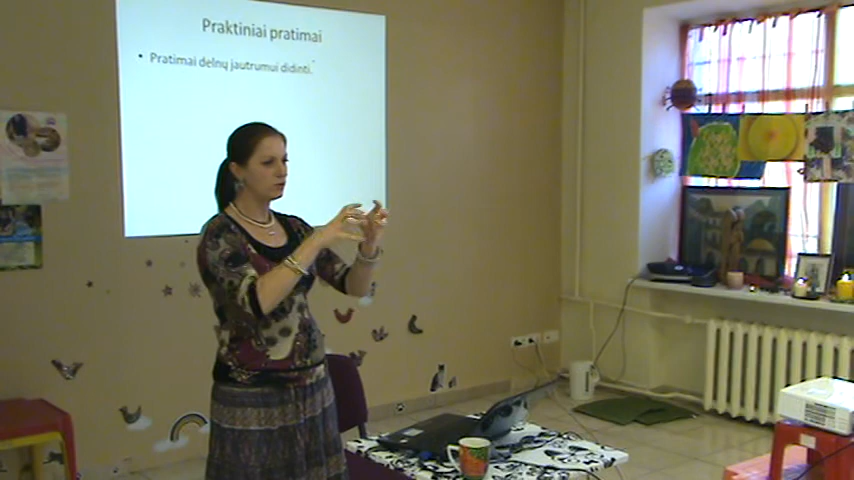 Praktiniai pratimai
• Pratimai delnų jautrumui didinti.